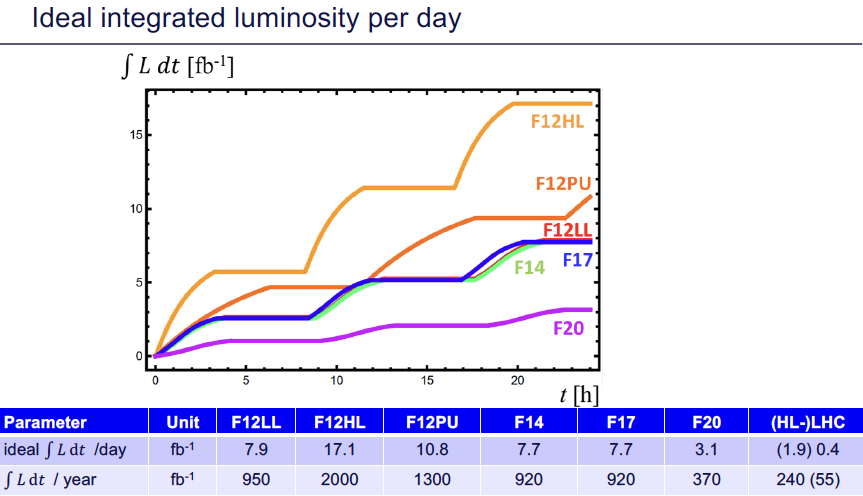 Ideal integrated luminosity per day
∫ L dt [fb⁻¹]
15
10
5
0
0 5 10 15 20
t [h]
F12HL
F12PU
F12LL
F14 F17
F20
Parameter Unit F12LL F12HL F12PU F14 F17 F20 (HL-)LHC
ideal ∫ L dt /day fb⁻¹ 7.9 17.1 10.8 7.7 7.7 3.1 (1.9) 0.4
∫ L dt / year fb⁻¹ 950 2000 1300 920 920 370 240 (55)